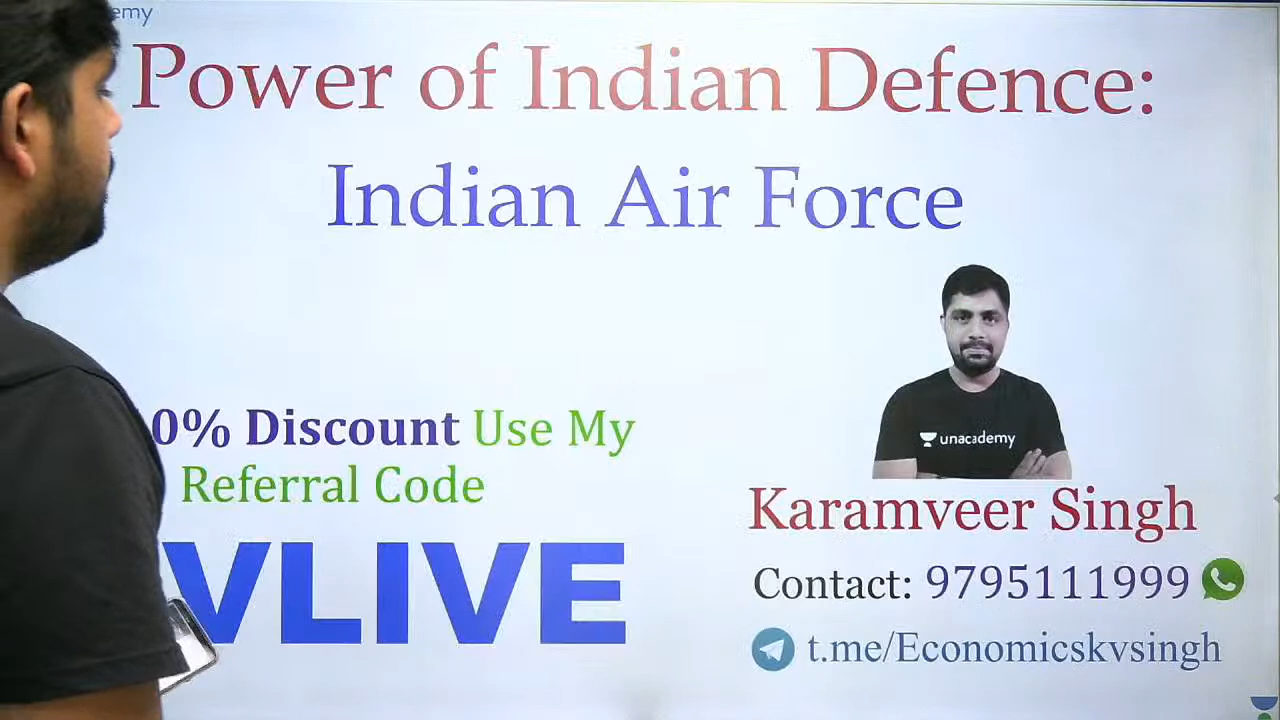 emy
Power of Indian Defence:
Indian Air Force
0% Discount Use My
Referral Code
VLIVE
unacademy
Karamveer Singh
Contact: 9795111999
t.me/Economicskvsingh